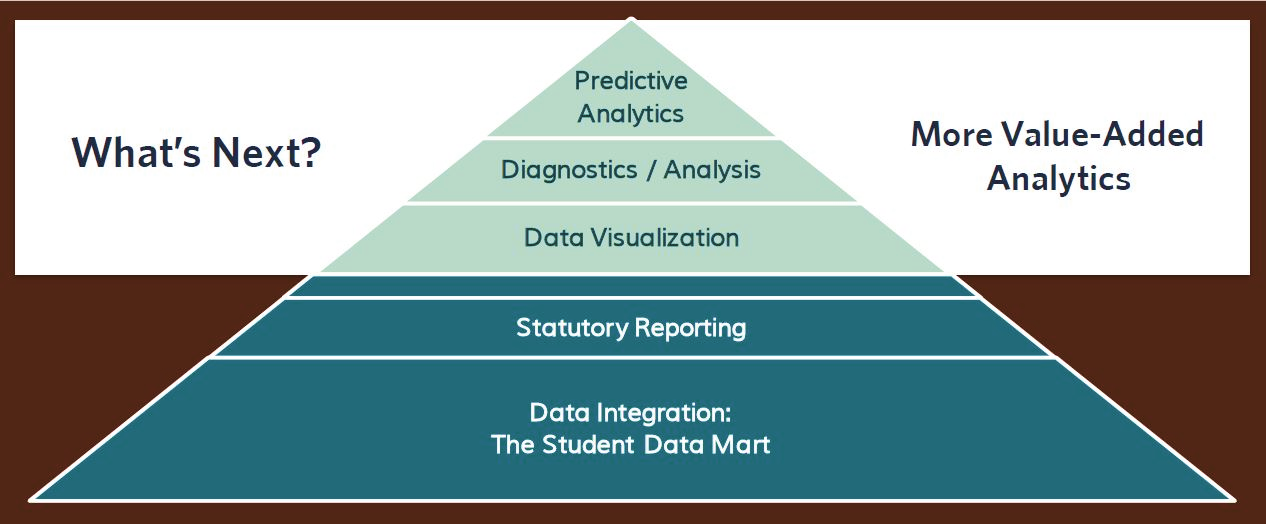 Predictive
Analytics
What's Next?
More Value-Added
Analytics
Diagnostics / Analysis
Data Visualization
Statutory Reporting
Data Integration:
The Student Data Mart